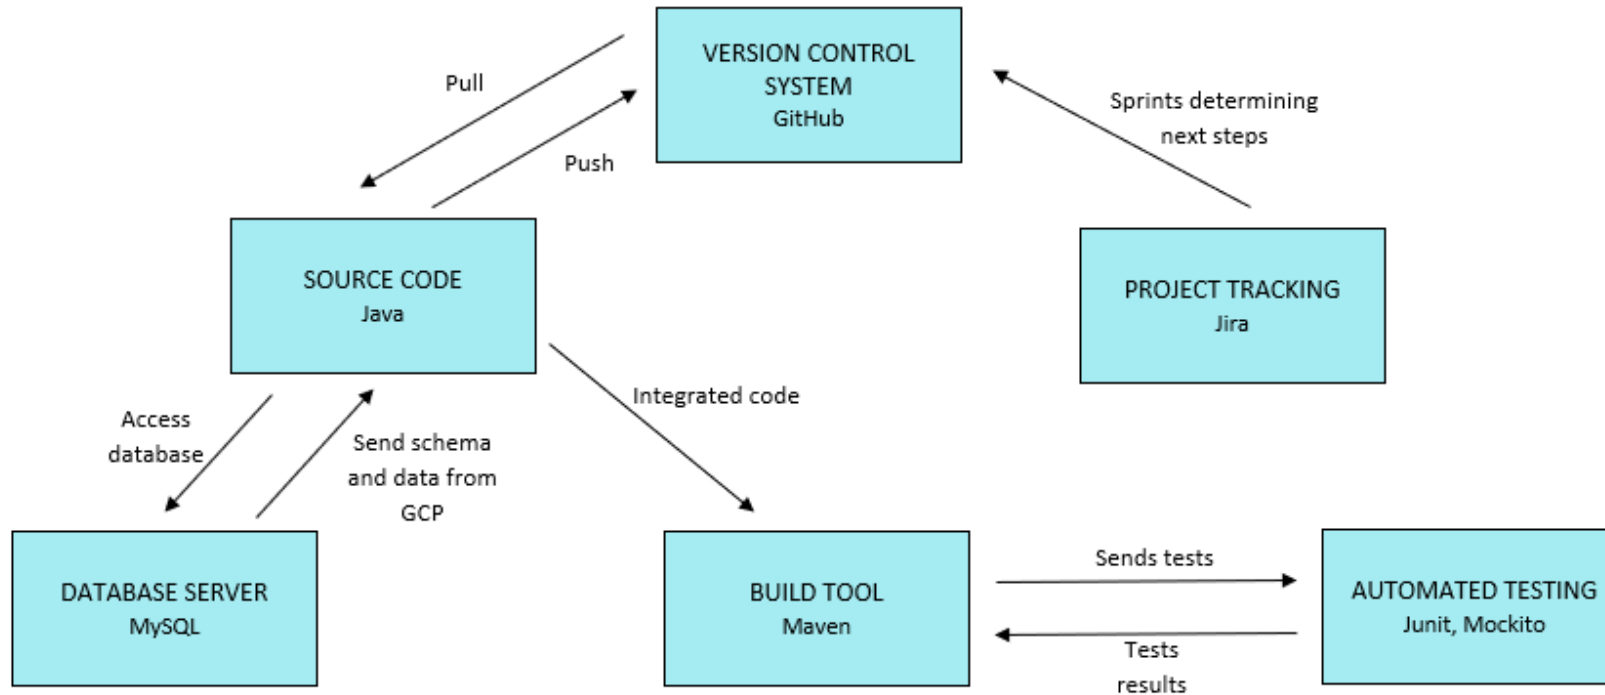 VERSION CONTROL
SYSTEM
GitHub
Pull
Push
Sprints determining
next steps
SOURCE CODE
Java
PROJECT TRACKING
Jira
Access
database
Send schema
and data from
GCP
Integrated code
DATABASE SERVER
MySQL
BUILD TOOL
Maven
Sends tests
Tests
results
AUTOMATED TESTING
Junit, Mockito